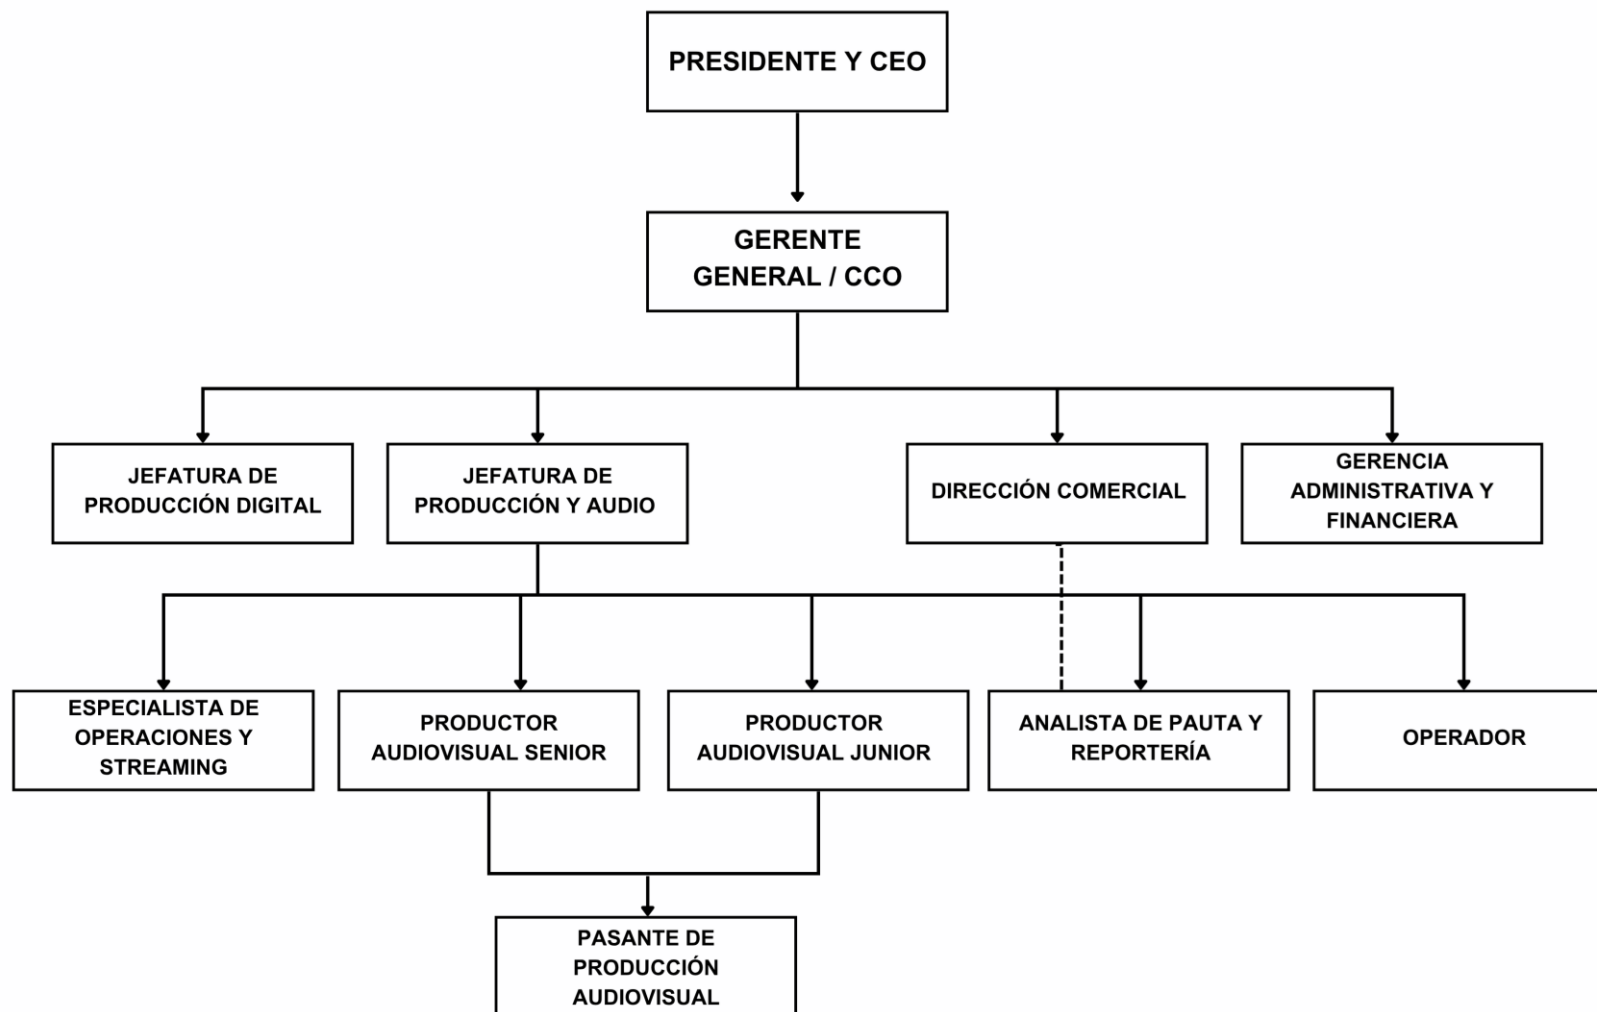 PRESIDENTE Y CEO
GERENTE
GENERAL / CCO
JEFATURA DE
PRODUCCIÓN DIGITAL
JEFATURA DE
PRODUCCIÓN Y AUDIO
DIRECCIÓN COMERCIAL
GERENCIA
ADMINISTRATIVA Y
FINANCIERA
ESPECIALISTA DE
OPERACIONES Y
STREAMING
PRODUCTOR
AUDIOVISUAL SENIOR
PRODUCTOR
AUDIOVISUAL JUNIOR
ANALISTA DE PAUTA Y
REPORTERÍA
OPERADOR
PASANTE DE
PRODUCCIÓN
AUDIOVISUAL